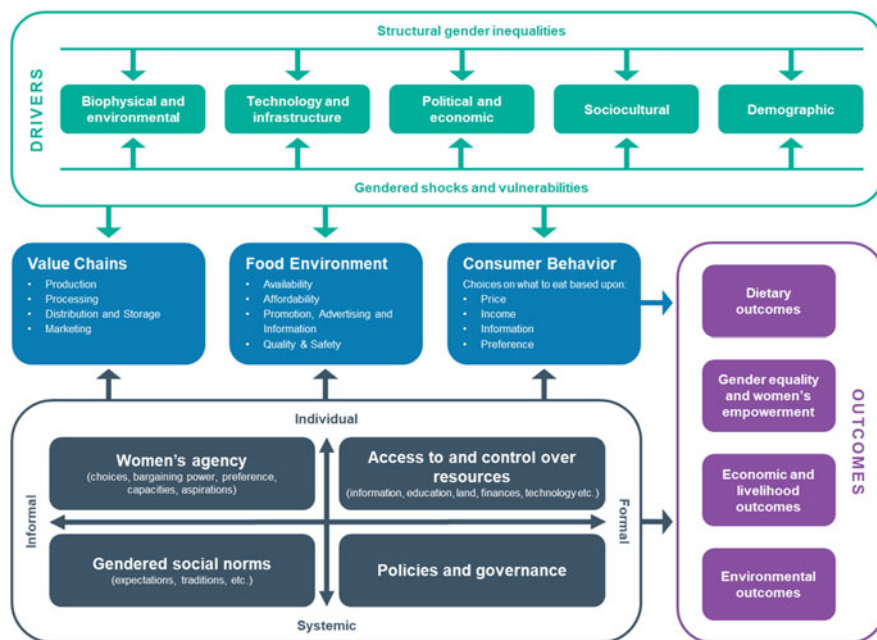 Structural gender inequalities
DRIVERS
Biophysical and
environmental
Technology and
infrastructure
Political and
economic
Sociocultural
Demographic
Gendered shocks and vulnerabilities
Value Chains
• Production
• Processing
• Distribution and Storage
• Marketing
Food Environment
• Availability
• Affordability
• Promotion, Advertising and
Information
• Quality & Safety
Consumer Behavior
Choices on what to eat based upon:
• Price
• Income
• Information
• Preference
Individual
Informal
Women's agency
(choices, bargaining power, preference,
capacities, aspirations)
Access to and control over
resources
(information, education, land, finances, technology etc.)
Formal
Gendered social norms
(expectations, traditions, etc.)
Policies and governance
Systemic
OUTCOMES
Dietary
outcomes
Gender equality
and women's
empowerment
Economic and
livelihood
outcomes
Environmental
outcomes